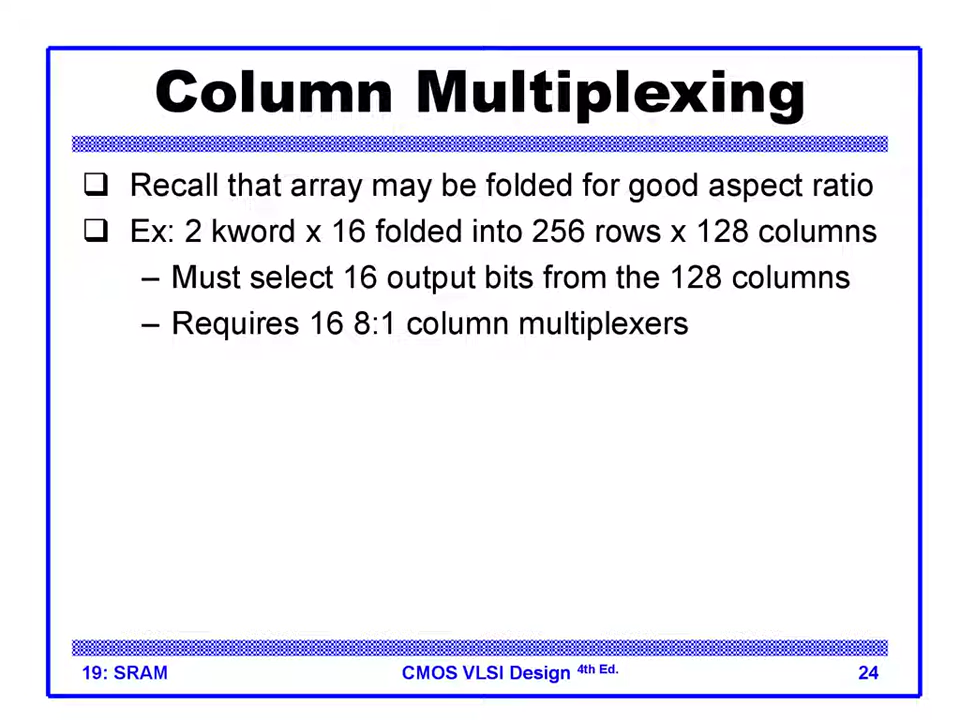 Column Multiplexing
❑ Recall that array may be folded for good aspect ratio
❑ Ex: 2 kword x 16 folded into 256 rows x 128 columns
– Must select 16 output bits from the 128 columns
– Requires 16 8:1 column multiplexers
19: SRAM CMOS VLSI Design 4th Ed. 24